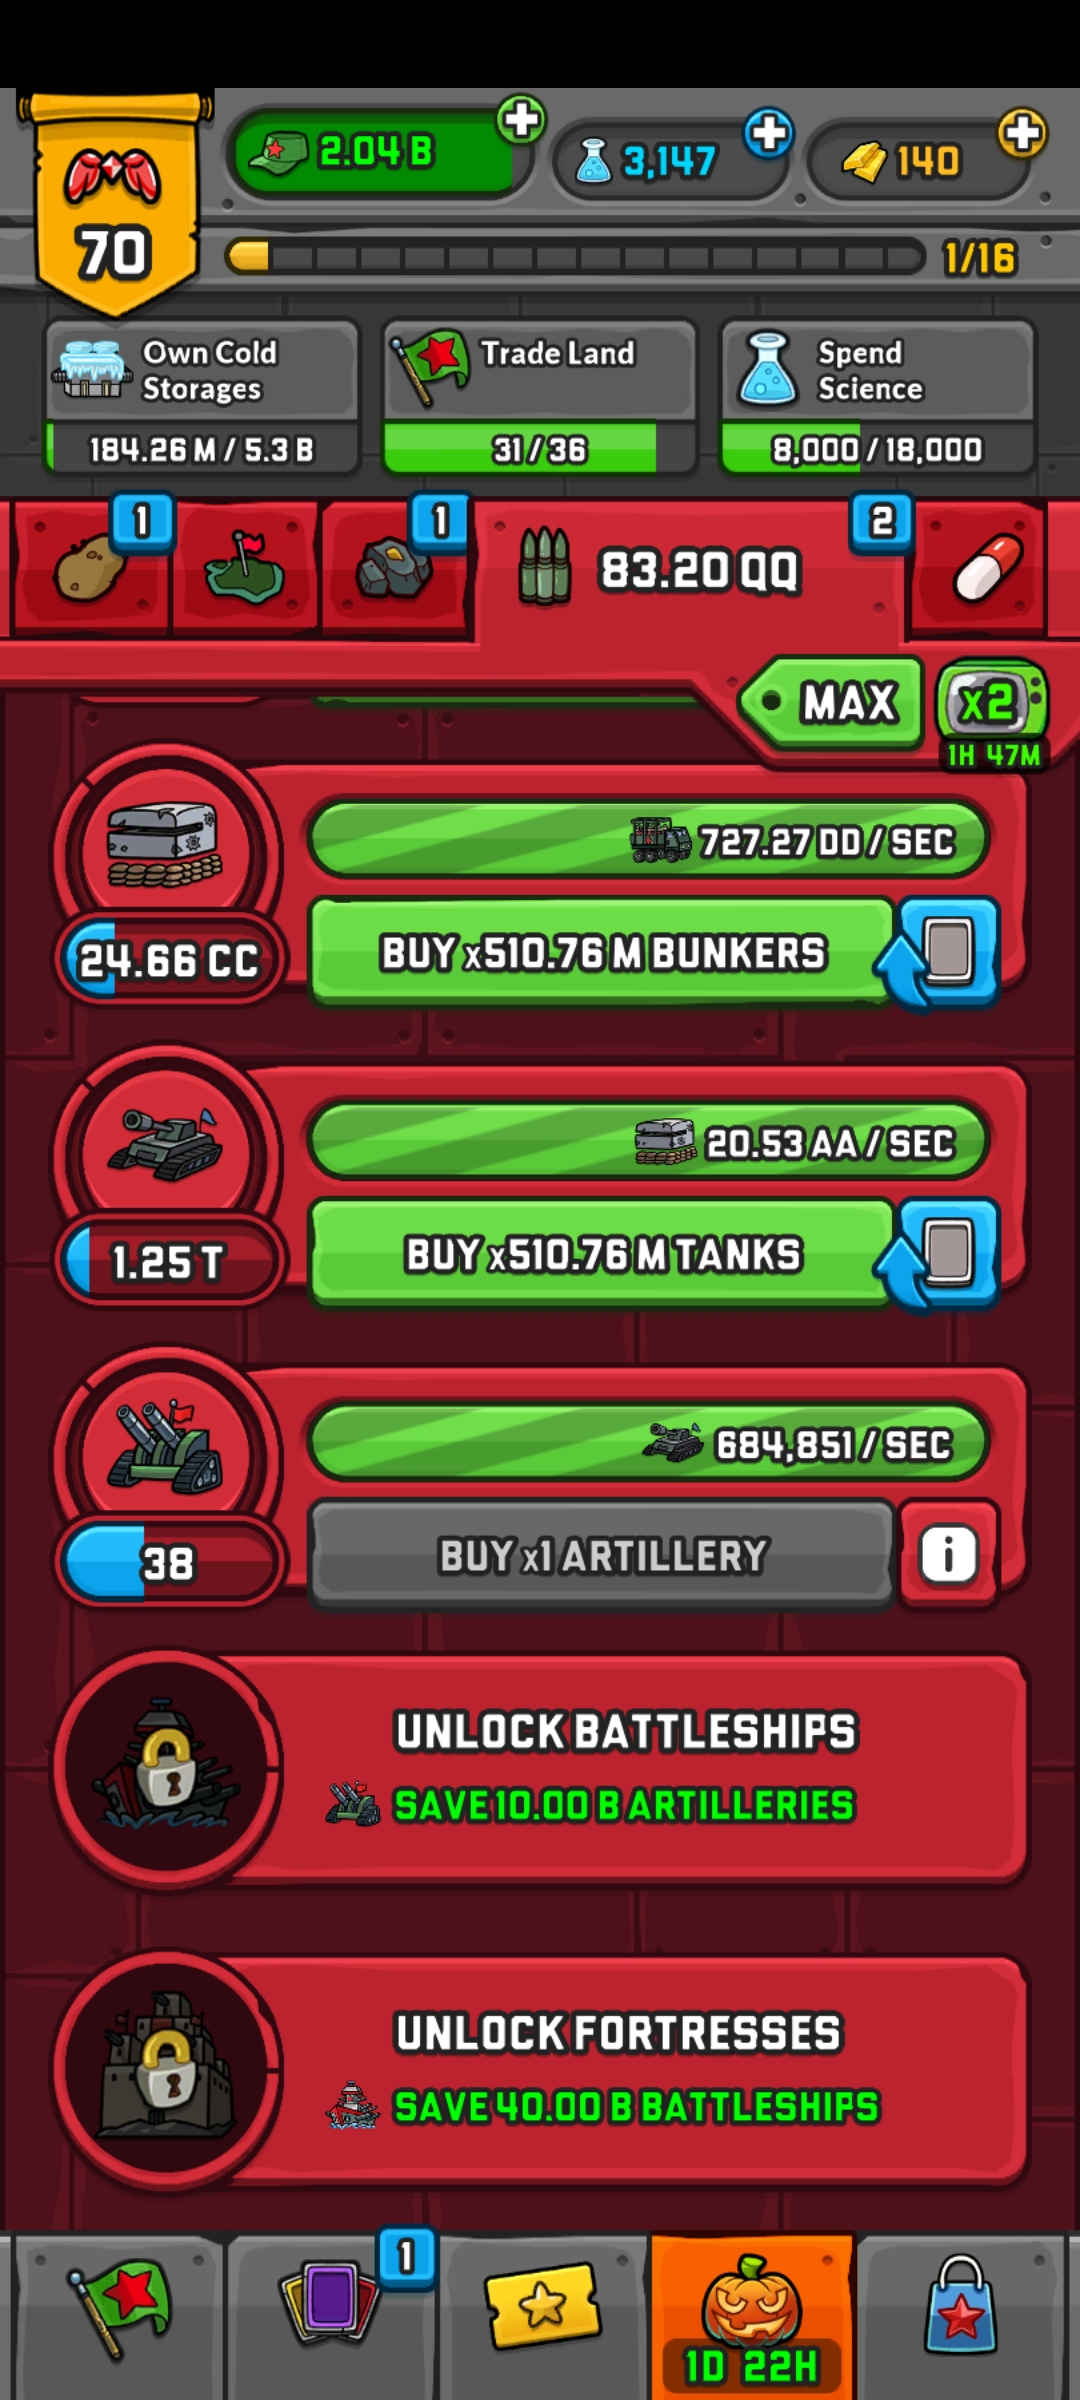 70
2.04 B
3,147
140
1/16
Own Cold
Storages
184.26 M / 5.3 B
Trade Land
31 / 36
Spend
Science
8,000 / 18,000
1
1
83.20 QQ
2
MAX
x2
1H 47M
727.27 DD / SEC
24.66 CC
BUY x510.76 M BUNKERS
20.53 AA / SEC
1.25 T
BUY x510.76 M TANKS
684,851 / SEC
38
BUY x1 ARTILLERY
i
UNLOCK BATTLESHIPS
SAVE 10.00 B ARTILLERIES
UNLOCK FORTRESSES
SAVE 40.00 B BATTLESHIPS
1
1D 22H